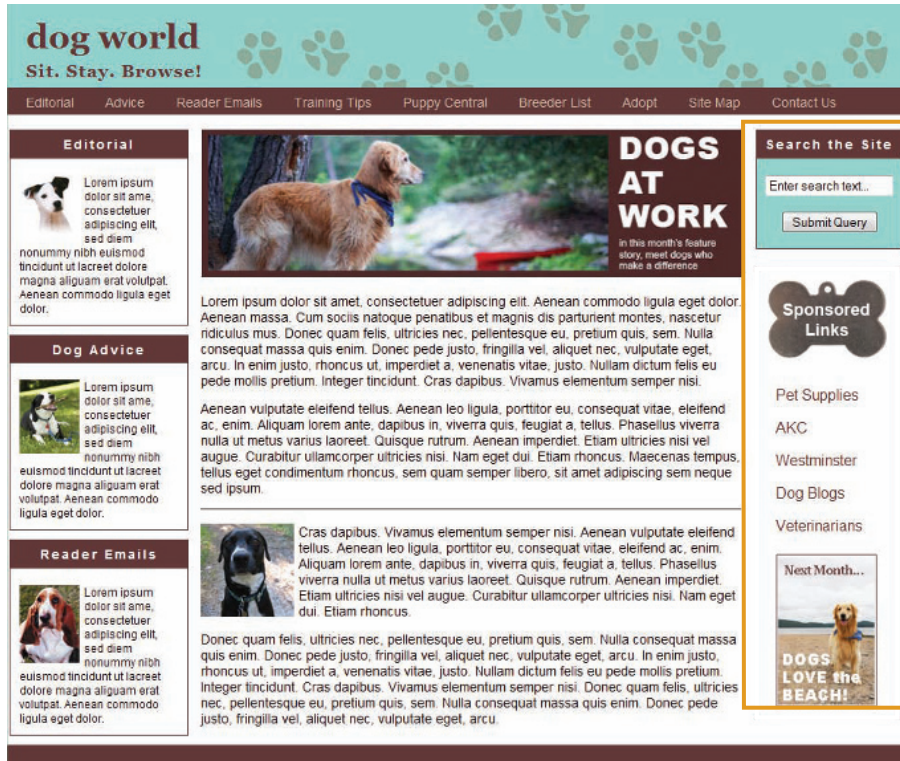 dog world
Sit. Stay. Browse!
Editorial Advice Reader Emails Training Tips Puppy Central Breeder List Adopt Site Map Contact Us
Editorial
Lorem ipsum
dolor sit ame,
consectetuer
adipiscing elit,
sed diem
nonummy nibh euismod
tincidunt ut lacreet dolore
magna aliguam erat volutpat.
Aenean commodo ligula eget
dolor.
Dog Advice
Lorem ipsum
dolor sit ame,
consectetuer
adipiscing elit,
sed diem
nonummy nibh
euismod tincidunt ut lacreet
dolore magna aliguam erat
volutpat. Aenean commodo
ligula eget dolor.
Reader Emails
Lorem ipsum
dolor sit ame,
consectetuer
adipiscing elit,
sed diem
nonummy nibh
euismod tincidunt ut lacreet
dolore magna aliguam erat
volutpat. Aenean commodo
ligula eget dolor.
DOGS
AT
WORK
in this month's feature
story, meet dogs who
make a difference
Lorem ipsum dolor sit amet, consectetuer adipiscing elit. Aenean commodo ligula eget dolor.
Aenean massa. Cum sociis natoque penatibus et magnis dis parturient montes, nascetur
ridiculus mus. Donec quam felis, ultricies nec, pellentesque eu, pretium quis, sem. Nulla
consequat massa quis enim. Donec pede justo, fringilla vel, aliquet nec, vulputate eget,
arcu. In enim justo, rhoncus ut, imperdiet a, venenatis vitae, justo. Nullam dictum felis eu
pede mollis pretium. Integer tincidunt. Cras dapibus. Vivamus elementum semper nisi.
Aenean vulputate eleifend tellus. Aenean leo ligula, porttitor eu, consequat vitae, eleifend
ac, enim. Aliquam lorem ante, dapibus in, viverra quis, feugiat a, tellus. Phasellus viverra
nulla ut metus varius laoreet. Quisque rutrum. Aenean imperdiet. Etiam ultricies nisi vel
augue. Curabitur ullamcorper ultricies nisi. Nam eget dui. Etiam rhoncus. Maecenas tempus,
tellus eget condimentum rhoncus, sem quam semper libero, sit amet adipiscing sem neque
sed ipsum.
Cras dapibus. Vivamus elementum semper nisi. Aenean vulputate eleifend
tellus. Aenean leo ligula, porttitor eu, consequat vitae, eleifend ac, enim.
Aliquam lorem ante, dapibus in, viverra quis, feugiat a, tellus. Phasellus
viverra nulla ut metus varius laoreet. Quisque rutrum. Aenean imperdiet.
Etiam ultricies nisi vel augue. Curabitur ullamcorper ultricies nisi. Nam eget
dui. Etiam rhoncus.
Donec quam felis, ultricies nec, pellentesque eu, pretium quis, sem. Nulla consequat massa
quis enim. Donec pede justo, fringilla vel, aliquet nec, vulputate eget, arcu. In enim justo,
rhoncus ut, imperdiet a, venenatis vitae, justo. Nullam dictum felis eu pede mollis pretium.
Integer tincidunt. Cras dapibus. Vivamus elementum semper nisi. Donec quam felis, ultricies
nec, pellentesque eu, pretium quis, sem. Nulla consequat massa quis enim. Donec pede
justo, fringilla vel, aliquet nec, vulputate eget, arcu.
Search the Site
Enter search text...
Submit Query
Sponsored
Links
Pet Supplies
AKC
Westminster
Dog Blogs
Veterinarians
Next Month...
DOGS
LOVE the
BEACH!